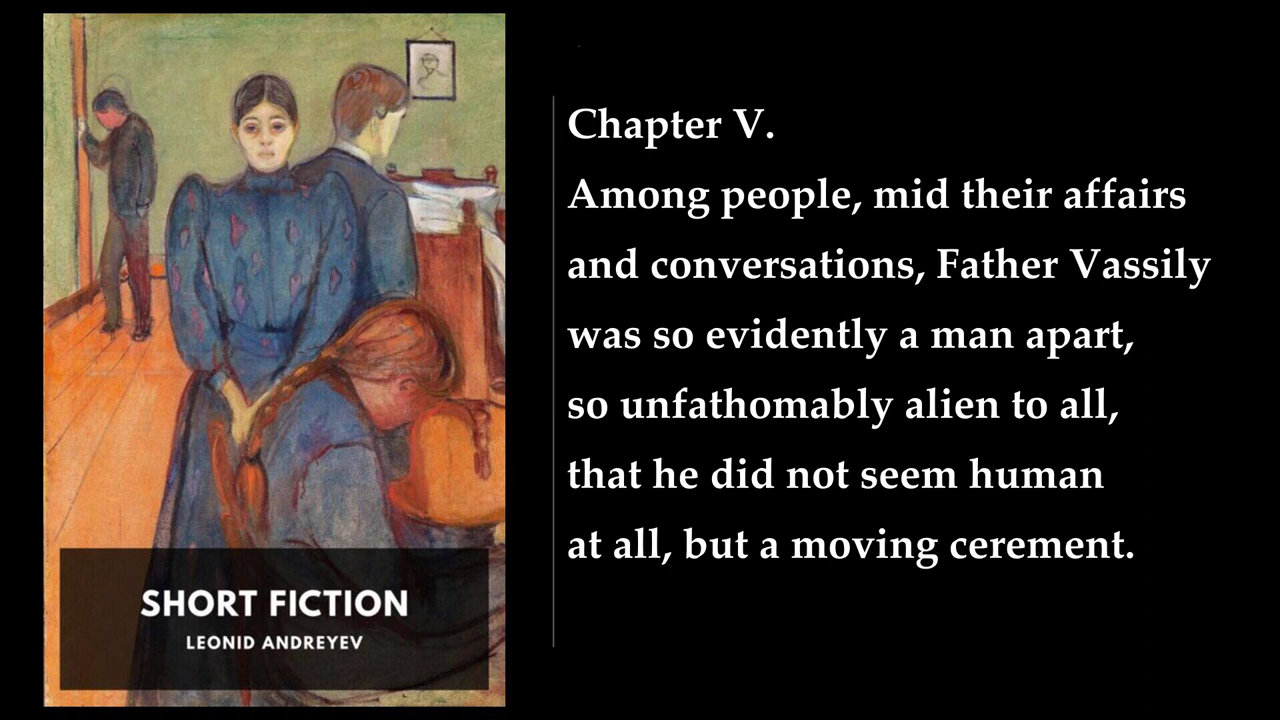 SHORT FICTION
LEONID ANDREYEV
Chapter V.
Among people, mid their affairs
and conversations, Father Vassily
was so evidently a man apart,
so unfathomably alien to all,
that he did not seem human
at all, but a moving cerement.